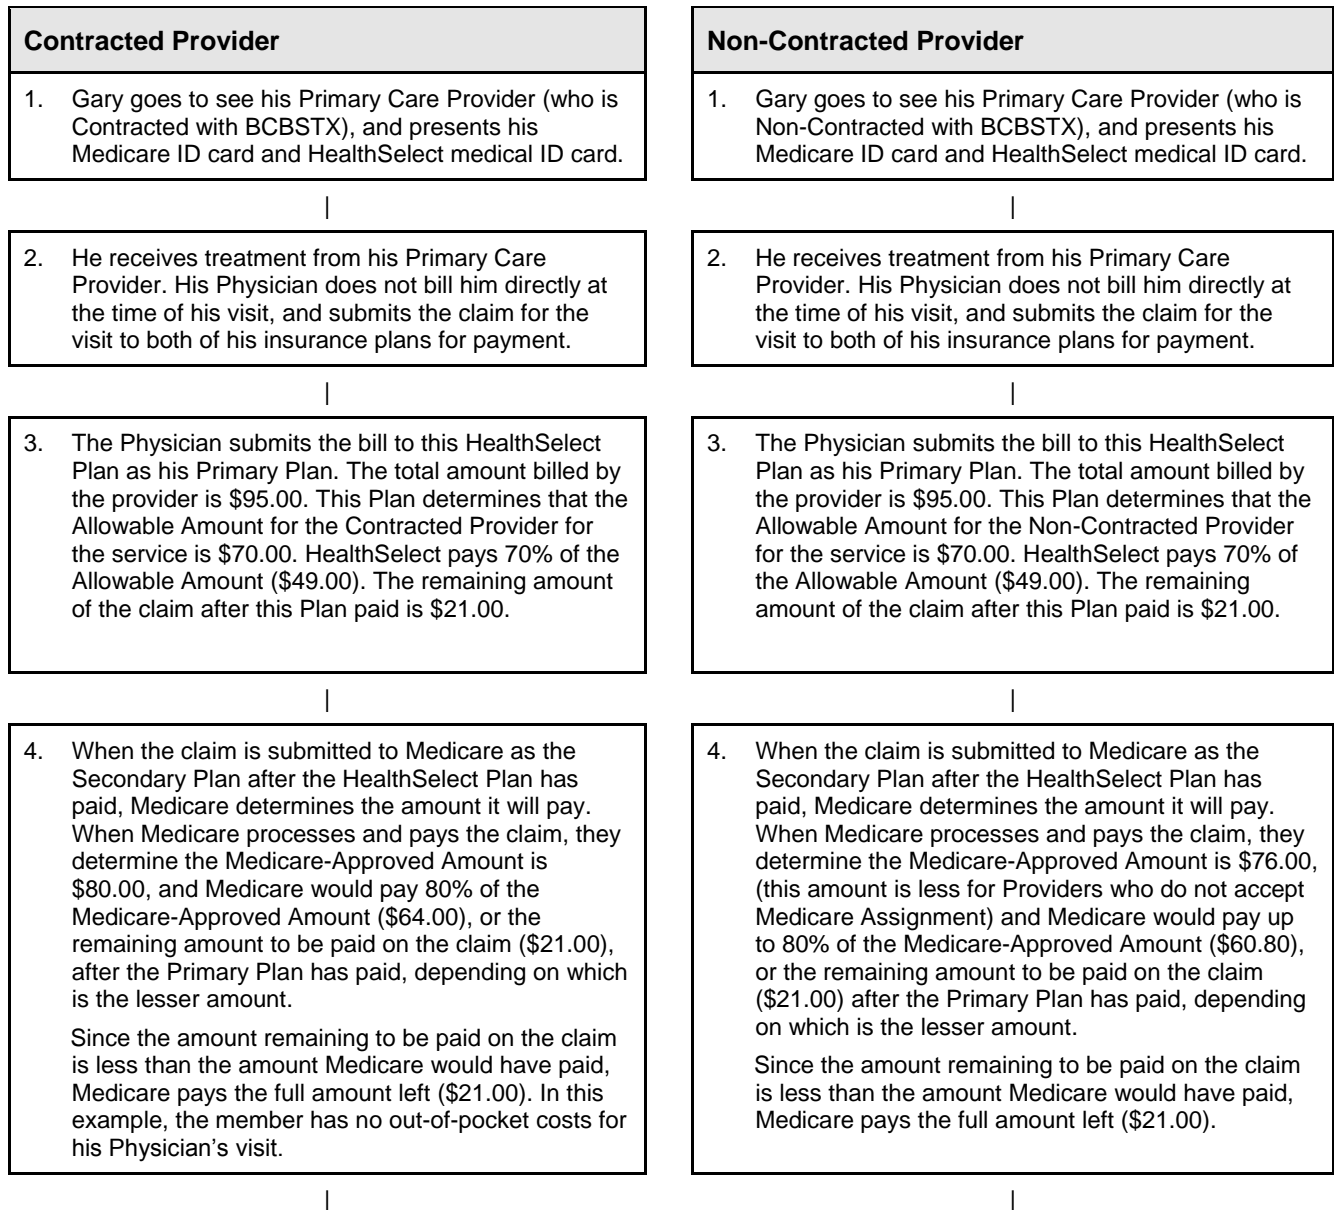 Contracted Provider
1. Gary goes to see his Primary Care Provider (who is
Contracted with BCBSTX), and presents his
Medicare ID card and HealthSelect medical ID card.
|
2. He receives treatment from his Primary Care
Provider. His Physician does not bill him directly at
the time of his visit, and submits the claim for the
visit to both of his insurance plans for payment.
|
3. The Physician submits the bill to this HealthSelect
Plan as his Primary Plan. The total amount billed by
the provider is $95.00. This Plan determines that the
Allowable Amount for the Contracted Provider for
the service is $70.00. HealthSelect pays 70% of the
Allowable Amount ($49.00). The remaining amount
of the claim after this Plan paid is $21.00.
|
4. When the claim is submitted to Medicare as the
Secondary Plan after the HealthSelect Plan has
paid, Medicare determines the amount it will pay.
When Medicare processes and pays the claim, they
determine the Medicare-Approved Amount is
$80.00, and Medicare would pay 80% of the
Medicare-Approved Amount ($64.00), or the
remaining amount to be paid on the claim ($21.00),
after the Primary Plan has paid, depending on which
is the lesser amount.
Since the amount remaining to be paid on the claim
is less than the amount Medicare would have paid,
Medicare pays the full amount left ($21.00). In this
example, the member has no out-of-pocket costs for
his Physician’s visit.
|
Non-Contracted Provider
1. Gary goes to see his Primary Care Provider (who is
Non-Contracted with BCBSTX), and presents his
Medicare ID card and HealthSelect medical ID card.
|
2. He receives treatment from his Primary Care
Provider. His Physician does not bill him directly at
the time of his visit, and submits the claim for the
visit to both of his insurance plans for payment.
|
3. The Physician submits the bill to this HealthSelect
Plan as his Primary Plan. The total amount billed by
the provider is $95.00. This Plan determines that the
Allowable Amount for the Non-Contracted Provider
for the service is $70.00. HealthSelect pays 70% of
the Allowable Amount ($49.00). The remaining
amount of the claim after this Plan paid is $21.00.
|
4. When the claim is submitted to Medicare as the
Secondary Plan after the HealthSelect Plan has
paid, Medicare determines the amount it will pay.
When Medicare processes and pays the claim, they
determine the Medicare-Approved Amount is $76.00,
(this amount is less for Providers who do not accept
Medicare Assignment) and Medicare would pay up
to 80% of the Medicare-Approved Amount ($60.80),
or the remaining amount to be paid on the claim
($21.00) after the Primary Plan has paid, depending
on which is the lesser amount.
Since the amount remaining to be paid on the claim
is less than the amount Medicare would have paid,
Medicare pays the full amount left ($21.00).
|